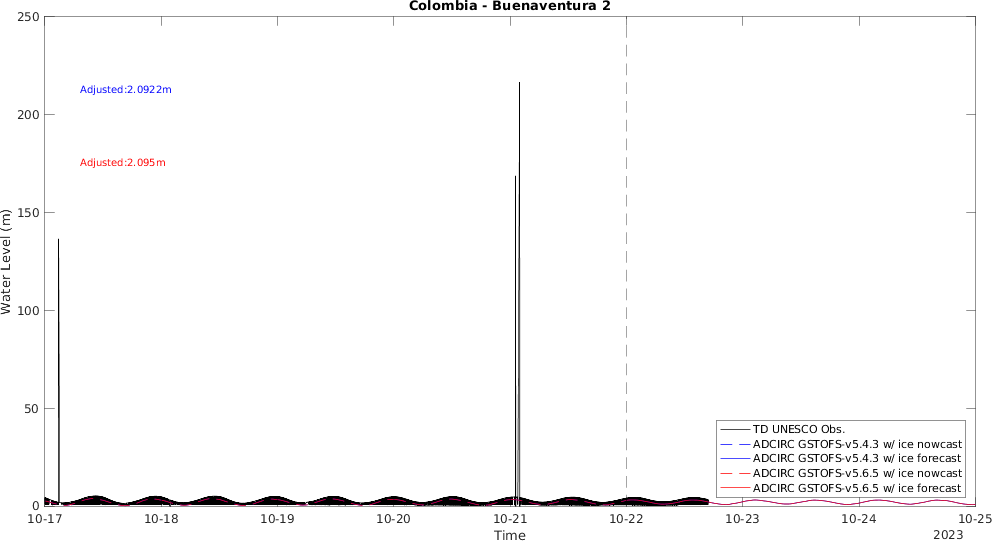 Colombia - Buenaventura 2
250
200
150
100
50
0
Water Level (m)
Adjusted:2.0922m
Adjusted:2.095m
TD UNESCO Obs.
ADCIRC GSTOFS-v5.4.3 w/ ice nowcast
ADCIRC GSTOFS-v5.4.3 w/ ice forecast
ADCIRC GSTOFS-v5.6.5 w/ ice nowcast
ADCIRC GSTOFS-v5.6.5 w/ ice forecast
10-17 10-18 10-19 10-20 10-21 10-22 10-23 10-24 10-25
Time
2023